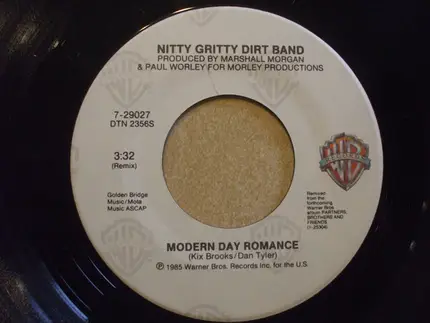 NITTY GRITTY DIRT BAND
PRODUCED BY MARSHALL MORGAN
& PAUL WORLEY FOR MORLEY PRODUCTIONS
7-29027
DTN 2356S
3:32
(Remix)
Golden Bridge
Music/Mota
Music ASCAP
Remixed
from the
forthcoming
Warner Bros.
album PARTNERS,
BROTHERS AND
FRIENDS
(1-25304)
MODERN DAY ROMANCE
(Kix Brooks/Dan Tyler)
℗ 1985 Warner Bros. Records Inc. for the U.S.